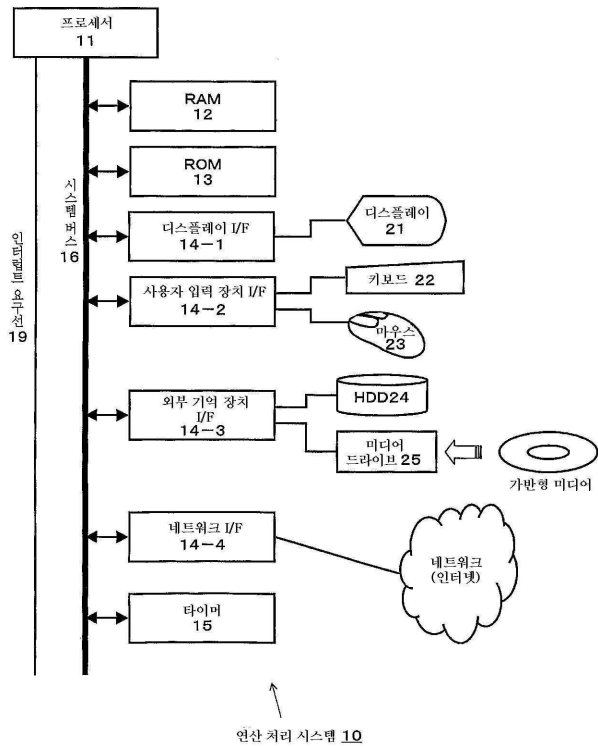 프로세서
11
RAM
12
ROM
13
디스플레이 I/F
14-1
디스플레이
21
시스템 버스 16
인터럽트 요구선 19
사용자 입력 장치 I/F
14-2
키보드 22
마우스
23
외부 기억 장치
I/F
14-3
HDD24
미디어
드라이브 25
가반형 미디어
네트워크 I/F
14-4
네트워크
(인터넷)
타이머
15
연산 처리 시스템 10